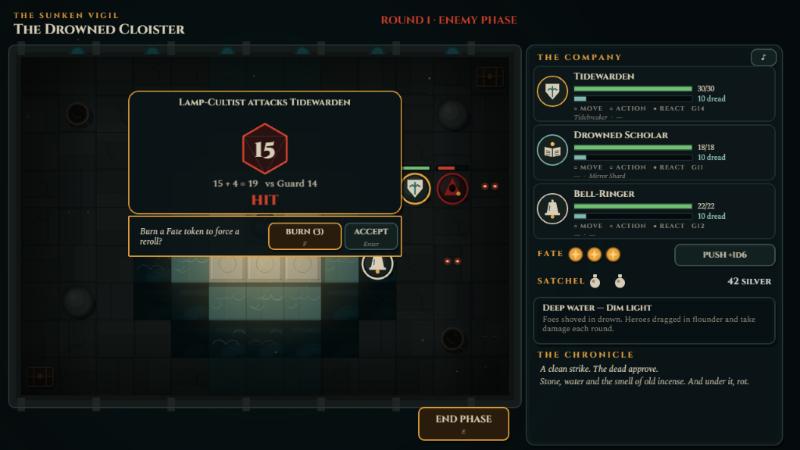 THE SUNKEN VIGIL
THE DROWNED CLOISTER
ROUND 1 · ENEMY PHASE
LAMP-CULTIST ATTACKS TIDEWARDEN
15
15 + 4 = 19 vs Guard 14
HIT
Burn a Fate token to force a
reroll?
BURN (3)
F
ACCEPT
Enter
END PHASE
E
THE COMPANY
TIDEWARDEN
30/30
10 dread
MOVE ACTION REACT G14
Tidebreaker · —
DROWNED SCHOLAR
18/18
10 dread
MOVE ACTION REACT G11
— · Mirror Shard
BELL-RINGER
22/22
10 dread
MOVE ACTION REACT G12
— · —
FATE
PUSH +1D6
SATCHEL
42 SILVER
DEEP WATER — DIM LIGHT
Foes shoved in drown. Heroes dragged in flounder and take
damage each round.
THE CHRONICLE
A clean strike. The dead approve.
Stone, water and the smell of old incense. And under it, rot.